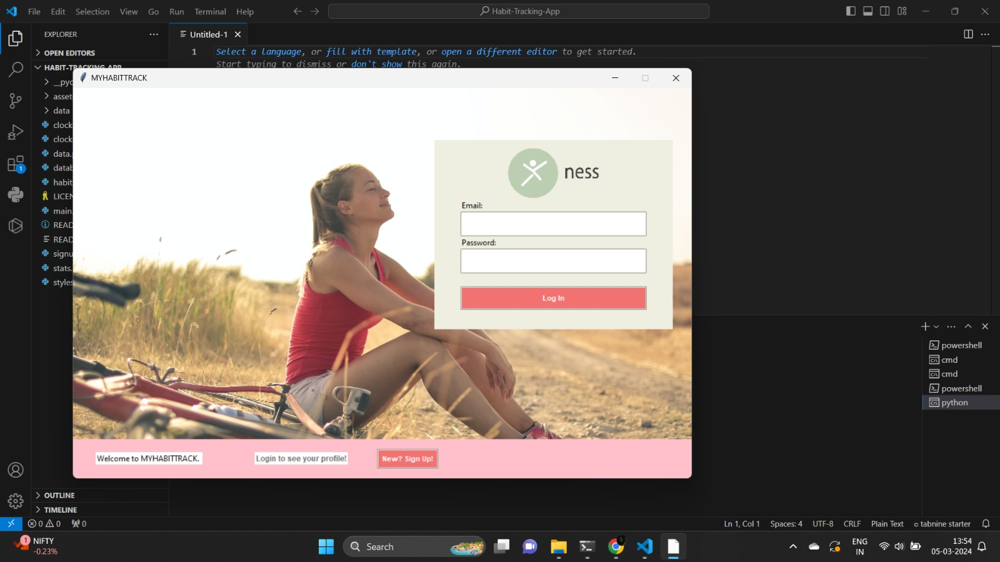 File Edit Selection View Go Run Terminal Help
Habit-Tracking-App
EXPLORER
Untitled-1
OPEN EDITORS
1 Select a language, or fill with template, or open a different editor to get started.
Start typing to dismiss or don't show this again.
HABIT-TRACKING-APP
MYHABITTRACK
__pyc
asset
data
clock
clock
data.
datab
habit
LICEN
main.
READ
READ
signu
stats.
styles
1
ness
Email:
Password:
Log In
Welcome to MYHABITTRACK.
Login to see your profile!
New? Sign Up!
powershell
cmd
cmd
powershell
python
OUTLINE
TIMELINE
0 0 0
Ln 1, Col 1 Spaces: 4 UTF-8 CRLF Plain Text tabnine starter
1 NIFTY
-0.23%
Search
ENG
IN
13:54
05-03-2024